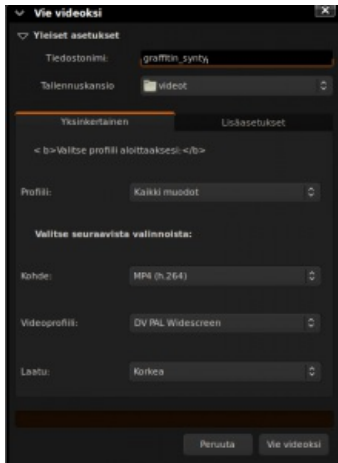 Vie videoksi
Yleiset asetukset
Tiedostonimi: graffitin_synty
Tallennuskansio videot
Yksinkertainen Lisäasetukset
< b>Valitse profiili aloittaaksesi:</b>
Profiili: Kaikki muodot
Valitse seuraavista valinnoista:
Kohde: MP4 (h.264)
Videoprofiili: DV PAL Widescreen
Laatu: Korkea
Peruuta Vie videoksi